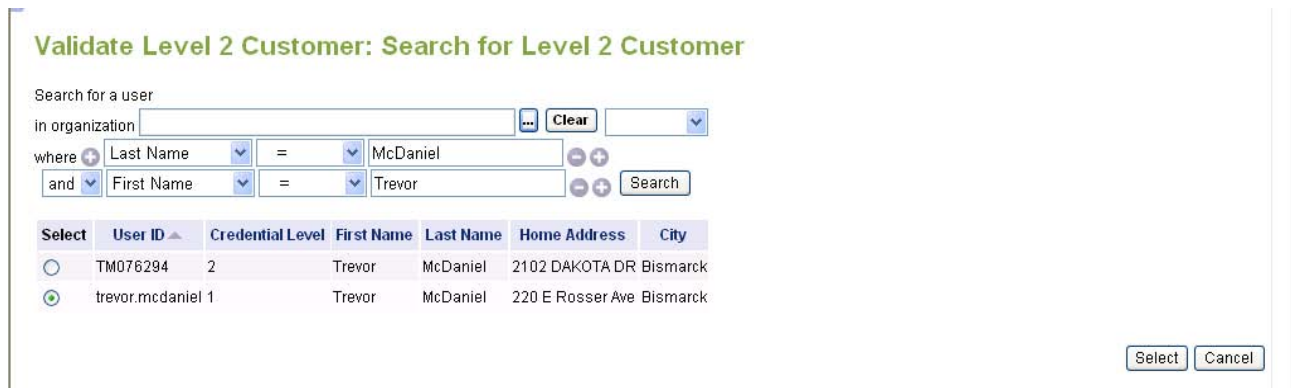 Validate Level 2 Customer: Search for Level 2 Customer
Search for a user
in organization ... Clear
where Last Name = McDaniel
and First Name = Trevor Search
Select User ID Credential Level First Name Last Name Home Address City
TM076294 2 Trevor McDaniel 2102 DAKOTA DR Bismarck
trevor.mcdaniel 1 Trevor McDaniel 220 E Rosser Ave Bismarck
Select Cancel